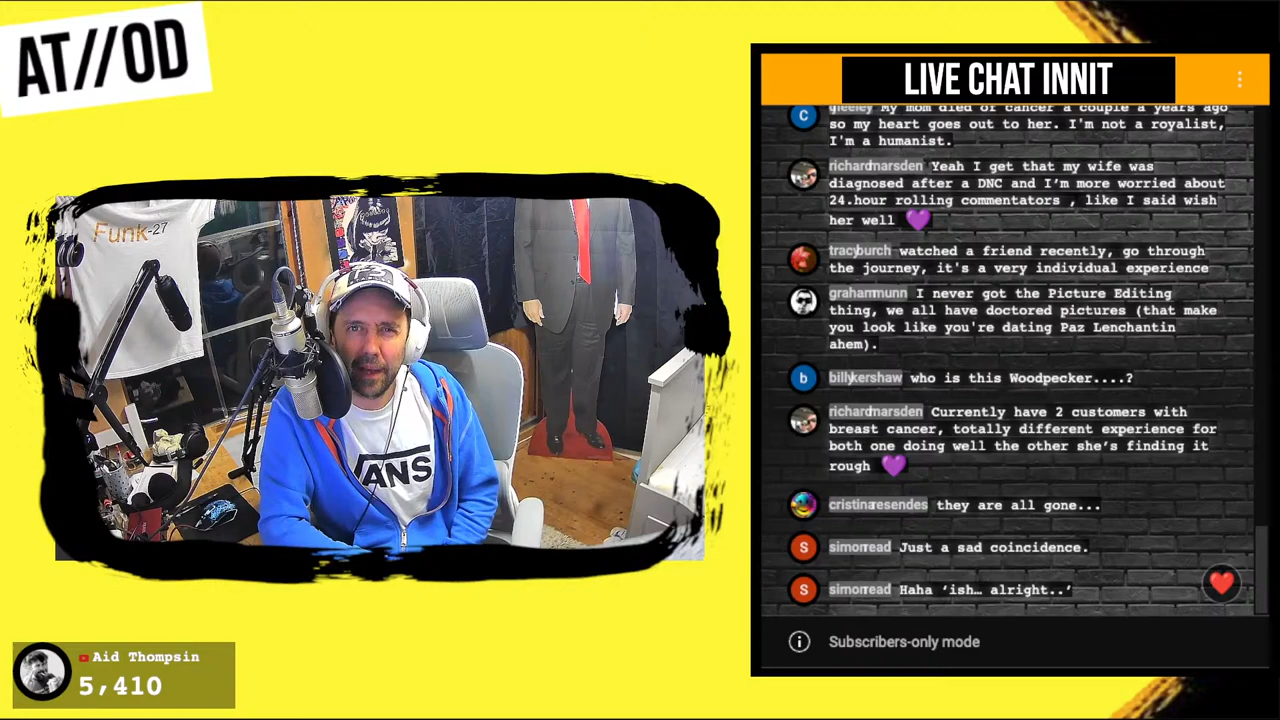 AT//OD
LIVE CHAT INNIT
gleeley My mom died of cancer a couple a years ago
so my heart goes out to her. I'm not a royalist,
I'm a humanist.
richardmarsden Yeah I get that my wife was
diagnosed after a DNC and I'm more worried about
24.hour rolling commentators , like I said wish
her well 💜
tracyburch watched a friend recently, go through
the journey, it's a very individual experience
grahammunn I never got the Picture Editing
thing, we all have doctored pictures (that make
you look like you're dating Paz Lenchantin
ahem).
b billykershaw who is this Woodpecker....?
richardmarsden Currently have 2 customers with
breast cancer, totally different experience for
both one doing well the other she's finding it
rough 💜
cristinaresendes they are all gone...
S simonread Just a sad coincidence.
S simonread Haha ‘ish… alright..’
Subscribers-only mode
Funk-27
VANS
Aid Thompsin
5,410